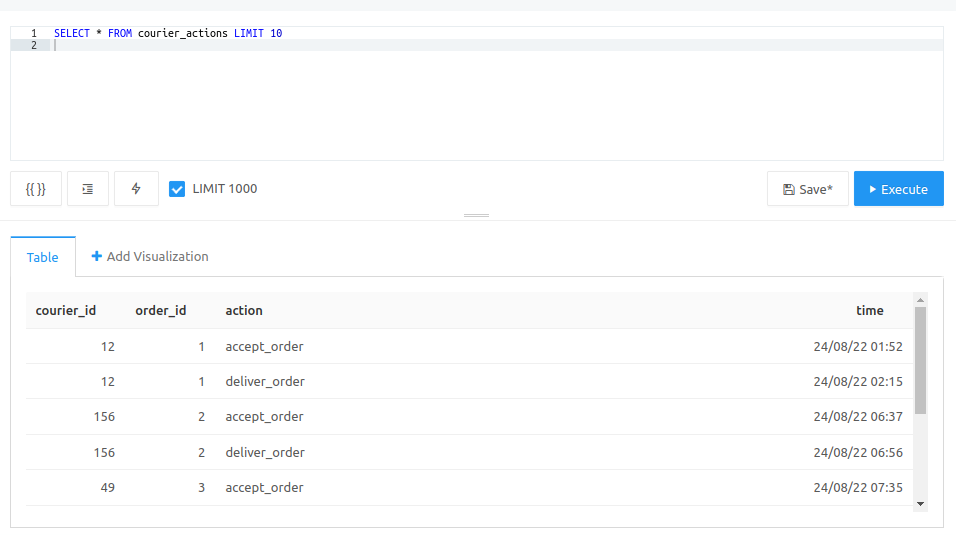 1 SELECT * FROM courier_actions LIMIT 10
2
{{ }} LIMIT 1000 Save* Execute
Table + Add Visualization
courier_id order_id action time
12 1 accept_order 24/08/22 01:52
12 1 deliver_order 24/08/22 02:15
156 2 accept_order 24/08/22 06:37
156 2 deliver_order 24/08/22 06:56
49 3 accept_order 24/08/22 07:35